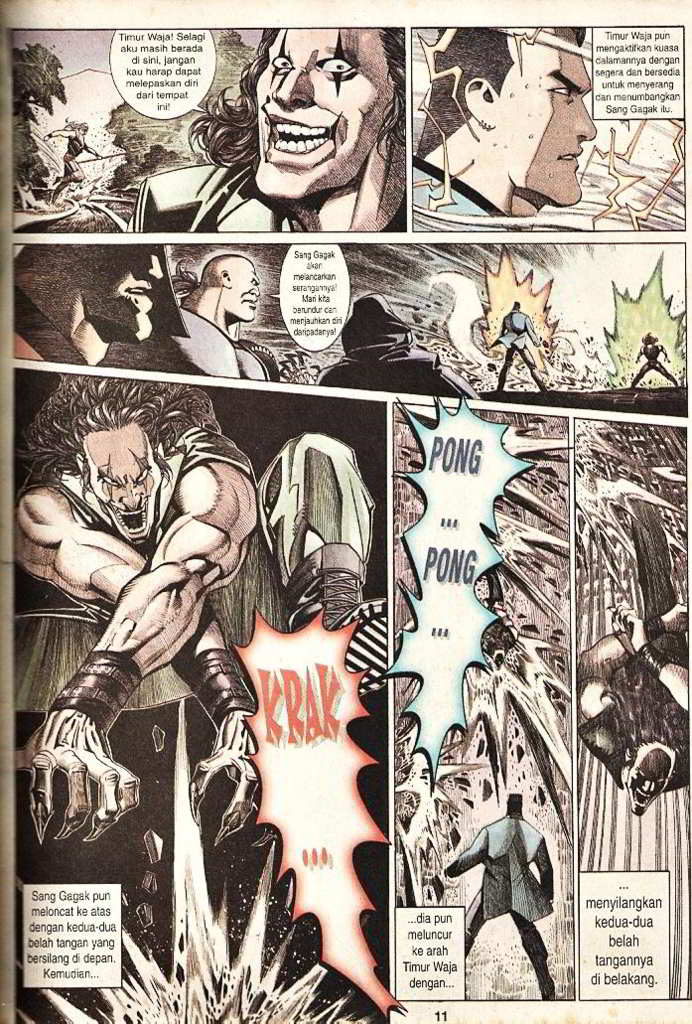 Timur Waja! Selagi
aku masih berada
di sini, jangan
kau harap dapat
melepaskan diri
dari tempat
ini!
Timur Waja pun
mengaktifkan kuasa
dalamannya dengan
segera dan bersedia
untuk menyerang
dan menumbangkan
Sang Gagak itu.
Sang Gagak
akan
melancarkan
serangannya!
Mari kita
berundur dan
menjauhkan diri
daripadanya!
KRAK
...
Sang Gagak pun
meloncat ke atas
dengan kedua-dua
belah tangan yang
bersilang di depan.
Kemudian...
PONG
...
PONG
...
...dia pun
meluncur
ke arah
Timur Waja
dengan...
...
menyilangkan
kedua-dua
belah
tangannya
di belakang.
11